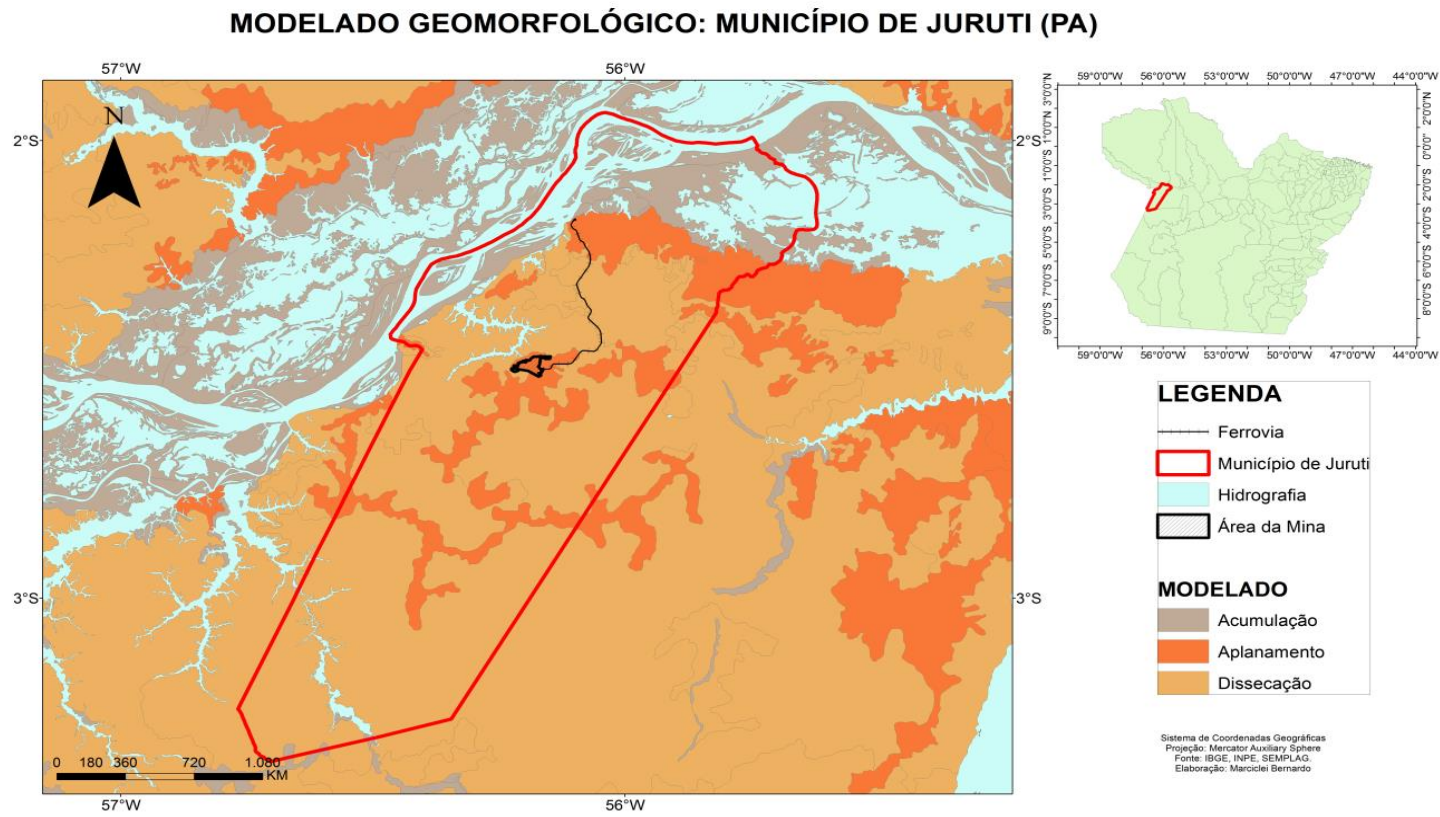 MODELADO GEOMORFOLÓGICO: MUNICÍPIO DE JURUTI (PA)
57°W
56°W
N
2°S
2°S
3°S
3°S
0
180
360
720
1.080
KM
57°W
56°W
59°0'0"W
56°0'0"W
53°0'0"W
50°0'0"W
47°0'0"W
44°0'0"W
9°0'0"S
7°0'0"S
5°0'0"S
3°0'0"S
1°0'0"S
1°0'0"N
3°0'0"N
8°0'0"S
6°0'0"S
4°0'0"S
2°0'0"S
0°0'0"
2°0'0"N
59°0'0"W
56°0'0"W
53°0'0"W
50°0'0"W
47°0'0"W
44°0'0"W
LEGENDA
Ferrovia
Município de Juruti
Hidrografia
Área da Mina
MODELADO
Acumulação
Aplanamento
Dissecação
Sistema de Coordenadas Geográficas
Projeção: Mercator Auxiliary Sphere
Fonte: IBGE, INPE, SEMPLAG.
Elaboração: Marciclei Bernardo